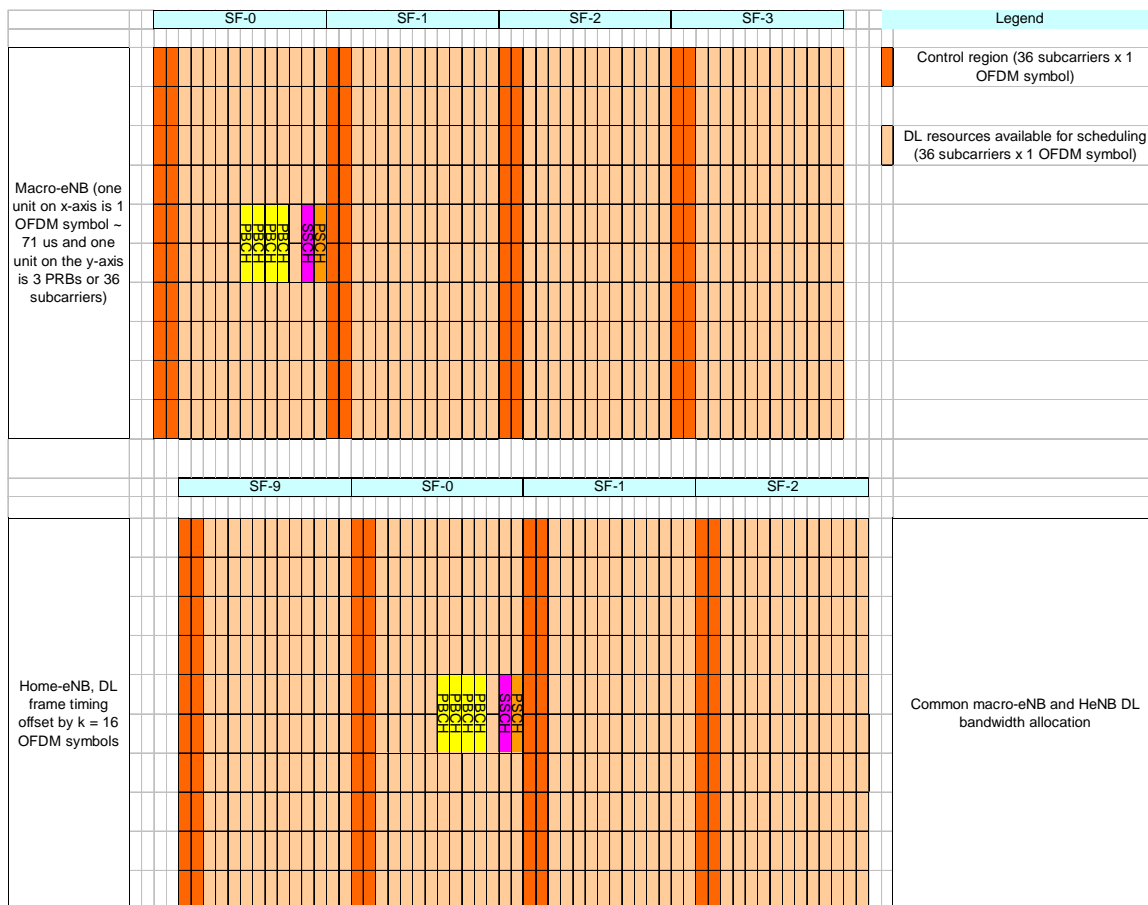 SF-0 SF-1 SF-2 SF-3 Legend
Control region (36 subcarriers x 1
OFDM symbol)
DL resources available for scheduling
(36 subcarriers x 1 OFDM symbol)
Macro-eNB (one
unit on x-axis is 1
OFDM symbol ~
71 us and one
unit on the y-axis
is 3 PRBs or 36
subcarriers)
PBCH
PBCH
PBCH
PBCH
SSCH
PSCH
SF-9 SF-0 SF-1 SF-2
Home-eNB, DL
frame timing
offset by k = 16
OFDM symbols
PBCH
PBCH
PBCH
PBCH
SSCH
PSCH
Common macro-eNB and HeNB DL
bandwidth allocation